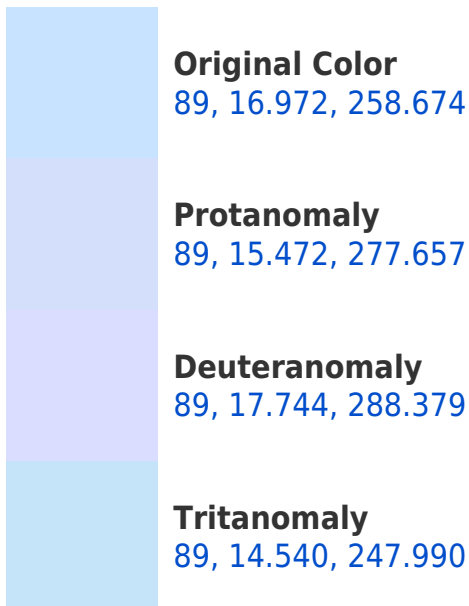 Original Color
89, 16.972, 258.674
Protanomaly
89, 15.472, 277.657
Deuteranomaly
89, 17.744, 288.379
Tritanomaly
89, 14.540, 247.990